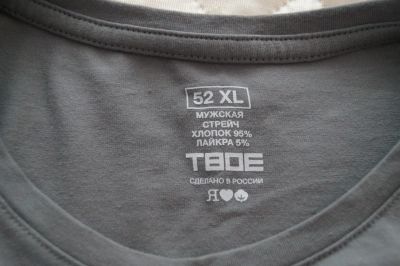 52 XL
МУЖСКАЯ
СТРЕЙЧ
ХЛОПОК 95%
ЛАЙКРА 5%
ТВОЕ
СДЕЛАНО В РОССИИ
Я